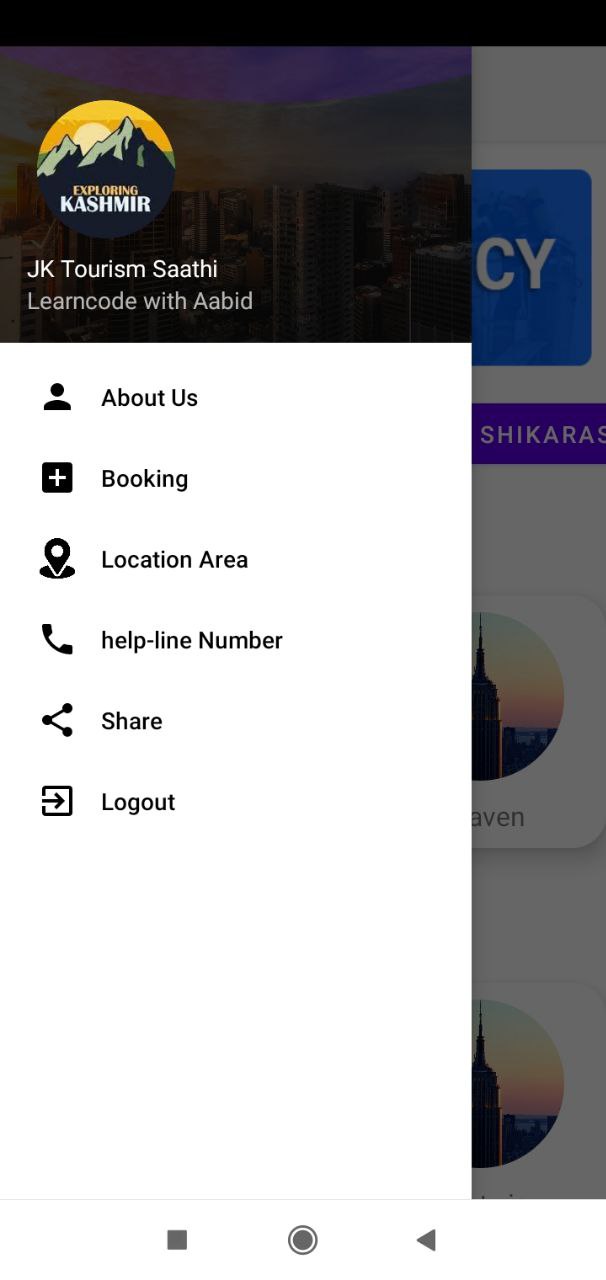 EXPLORING
KASHMIR
JK Tourism Saathi
Learncode with Aabid
CY
SHIKARAS
About Us
Booking
Location Area
help-line Number
Share
Logout
aven